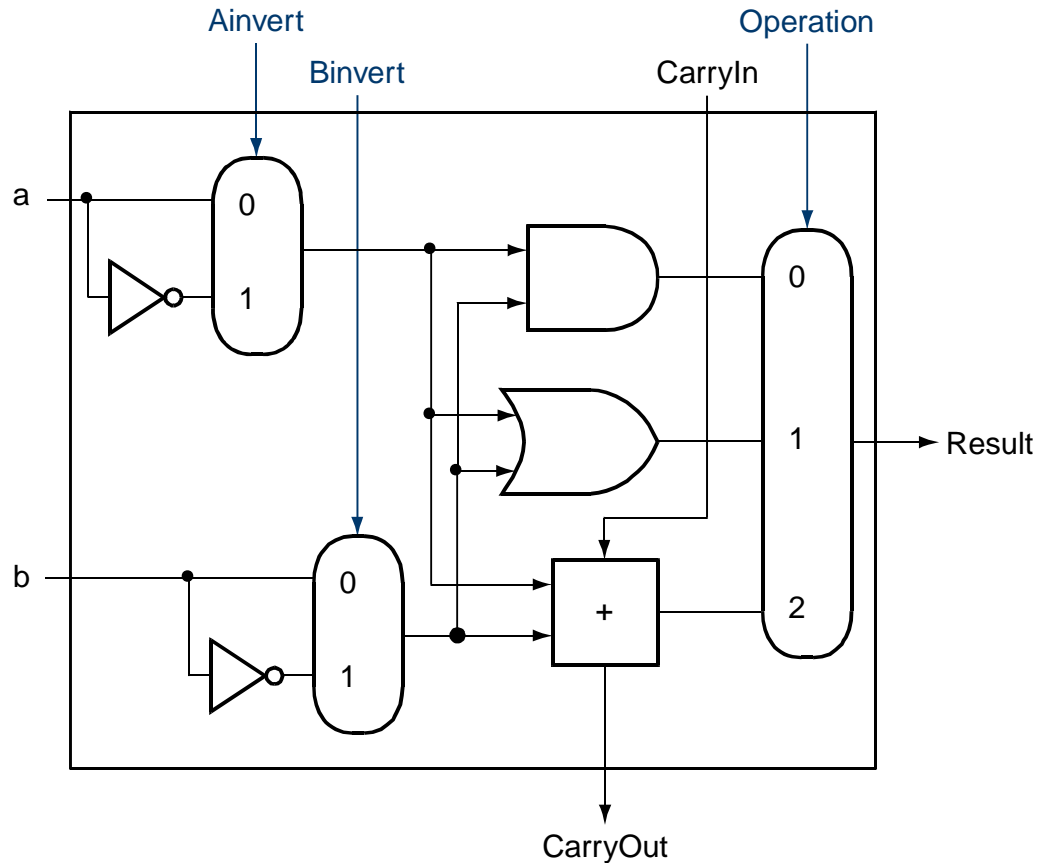 Ainvert
Operation
Binvert
CarryIn
a
0
1
0
1
Result
b
0
1
+
2
CarryOut